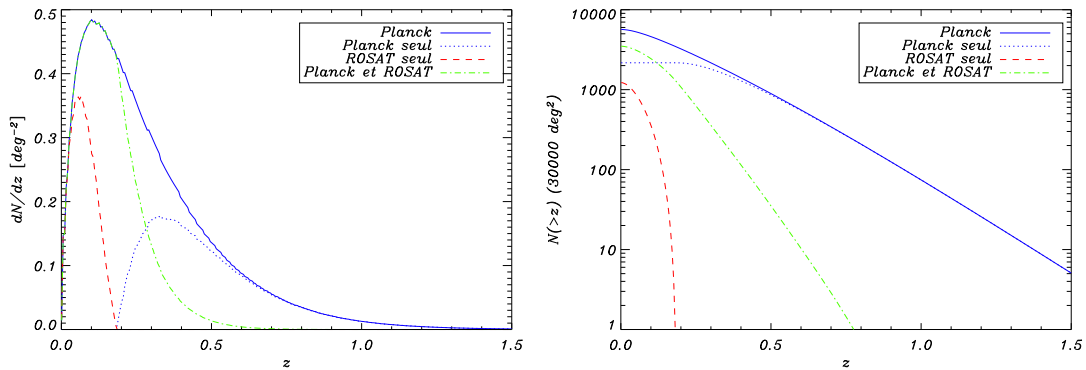 Planck
Planck seul
ROSAT seul
Planck et ROSAT
dN/dz [deg⁻²]
0.5
0.4
0.3
0.2
0.1
0.0
0.0 0.5 1.0 1.5
z
Planck
Planck seul
ROSAT seul
Planck et ROSAT
N(>z) (30000 deg²)
10000
1000
100
10
1
0.0 0.5 1.0 1.5
z